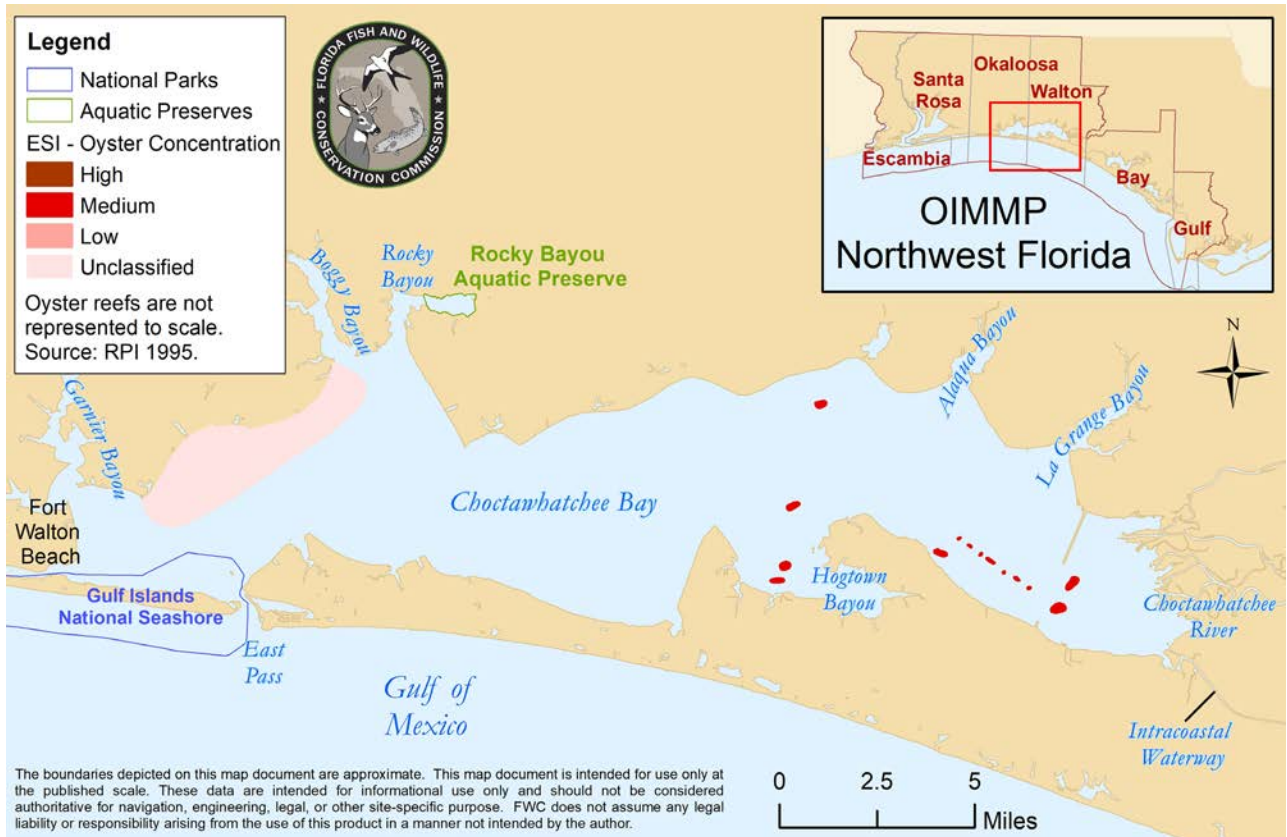 Legend
National Parks
Aquatic Preserves
ESI - Oyster Concentration
High
Medium
Low
Unclassified
Oyster reefs are not
represented to scale.
Source: RPI 1995.
FLORIDA FISH AND WILDLIFE
CONSERVATION COMMISSION
Okaloosa
Santa
Rosa
Walton
Escambia
Bay
Gulf
OIMMP
Northwest Florida
N
Boggy Bayou
Rocky
Bayou
Rocky Bayou
Aquatic Preserve
Garnier Bayou
Alaqua Bayou
La Grange Bayou
Choctawhatchee Bay
Fort
Walton
Beach
Gulf Islands
National Seashore
Hogtown
Bayou
Choctawhatchee
River
East
Pass
Gulf of
Mexico
Intracoastal
Waterway
The boundaries depicted on this map document are approximate. This map document is intended for use only at
the published scale. These data are intended for informational use only and should not be considered
authoritative for navigation, engineering, legal, or other site-specific purpose. FWC does not assume any legal
liability or responsibility arising from the use of this product in a manner not intended by the author.
0 2.5 5
Miles